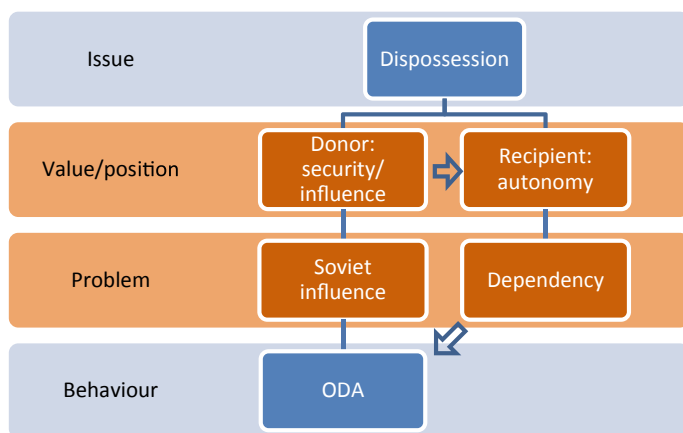 Issue
Dispossession
Value/position
Donor:
security/
influence
Recipient:
autonomy
Problem
Soviet
influence
Dependency
Behaviour
ODA